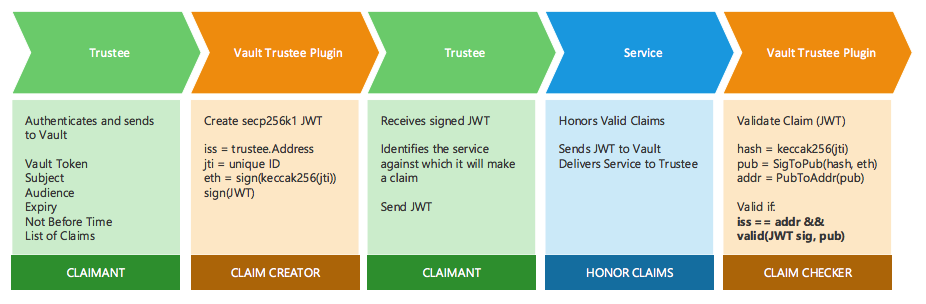 Trustee
Vault Trustee Plugin
Trustee
Service
Vault Trustee Plugin
Authenticates and sends
to Vault
Vault Token
Subject
Audience
Expiry
Not Before Time
List of Claims
CLAIMANT
Create secp256k1 JWT
iss = trustee.Address
jti = unique ID
eth = sign(keccak256(jti))
sign(JWT)
CLAIM CREATOR
Receives signed JWT
Identifies the service
against which it will make
a claim
Send JWT
CLAIMANT
Honors Valid Claims
Sends JWT to Vault
Delivers Service to Trustee
HONOR CLAIMS
Validate Claim (JWT)
hash = keccak256(jti)
pub = SigToPub(hash, eth)
addr = PubToAddr(pub)
Valid if:
iss == addr &&
valid(JWT sig, pub)
CLAIM CHECKER